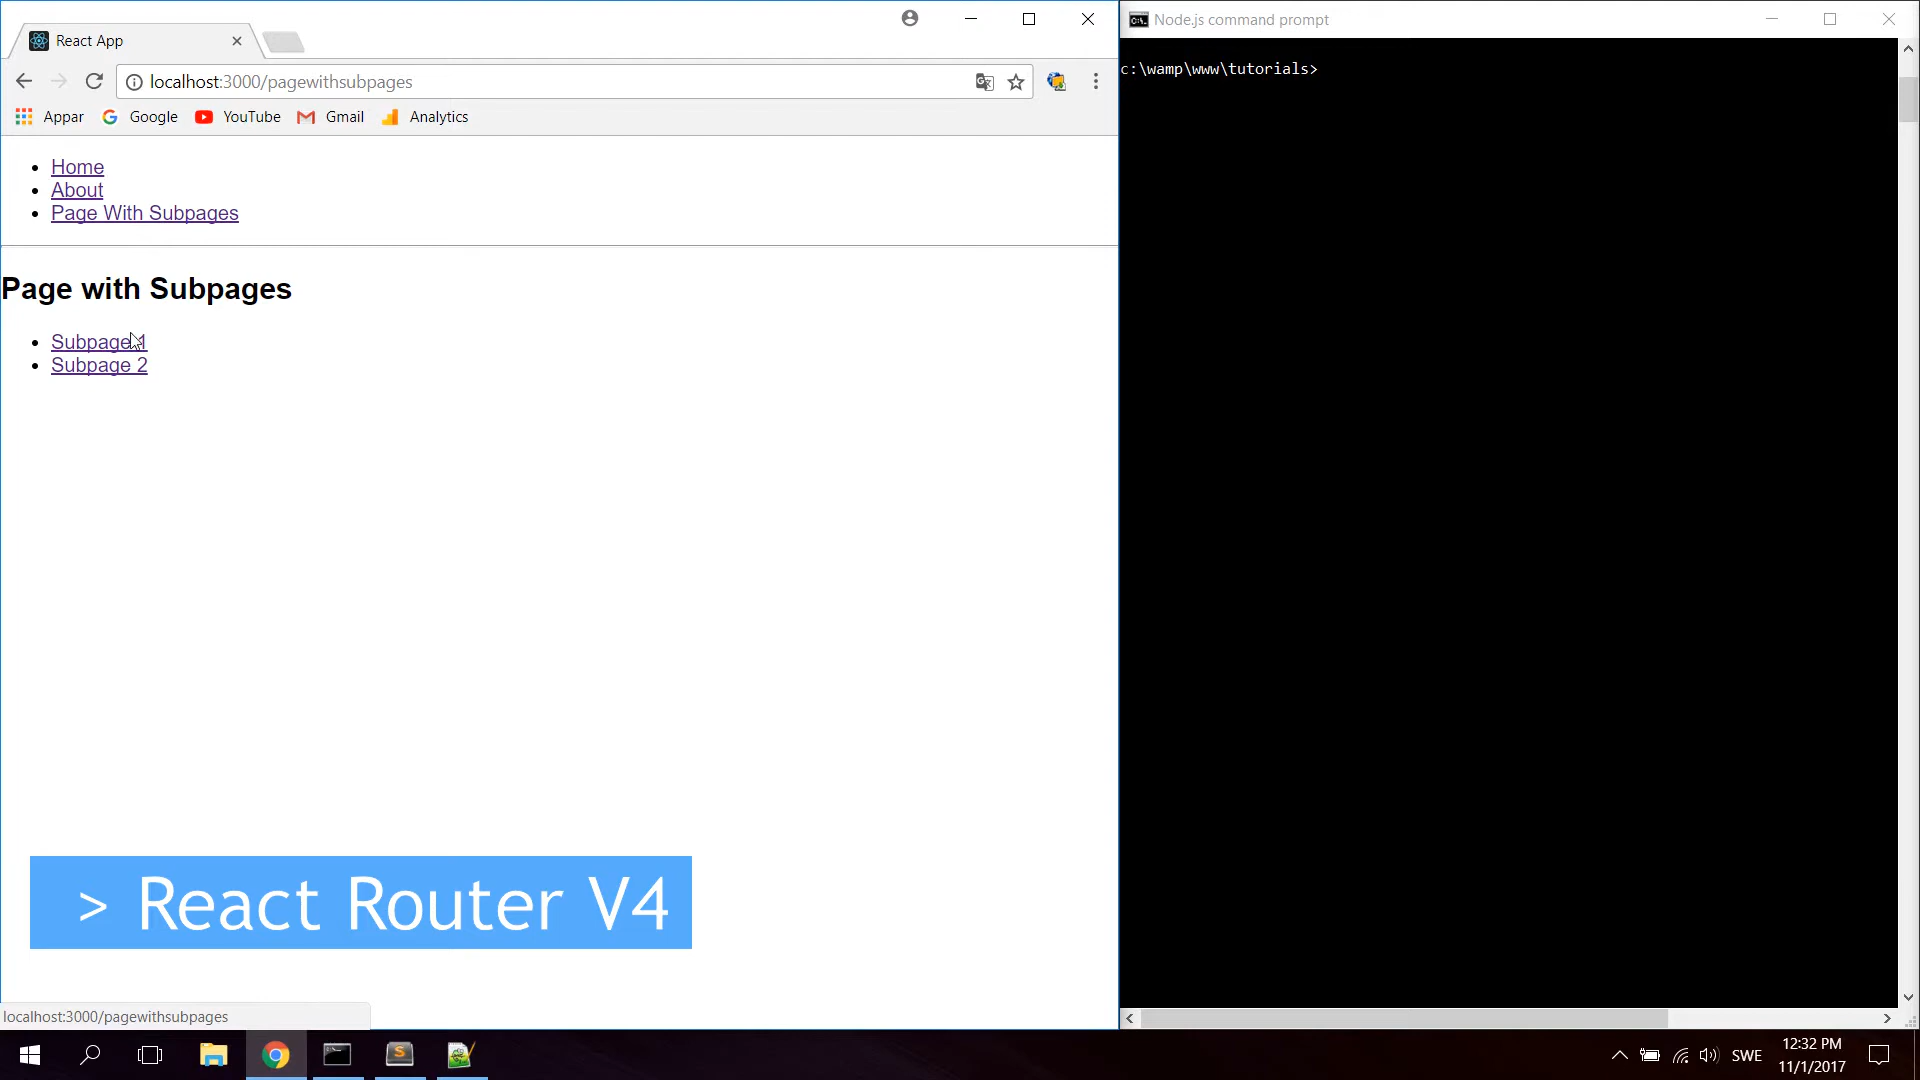 React App
localhost:3000/pagewithsubpages
Appar
Google
YouTube
Gmail
Analytics
Home
About
Page With Subpages
Page with Subpages
Subpage 1
Subpage 2
> React Router V4
localhost:3000/pagewithsubpages
Node.js command prompt
c:\wamp\www\tutorials>
SWE
12:32 PM
11/1/2017